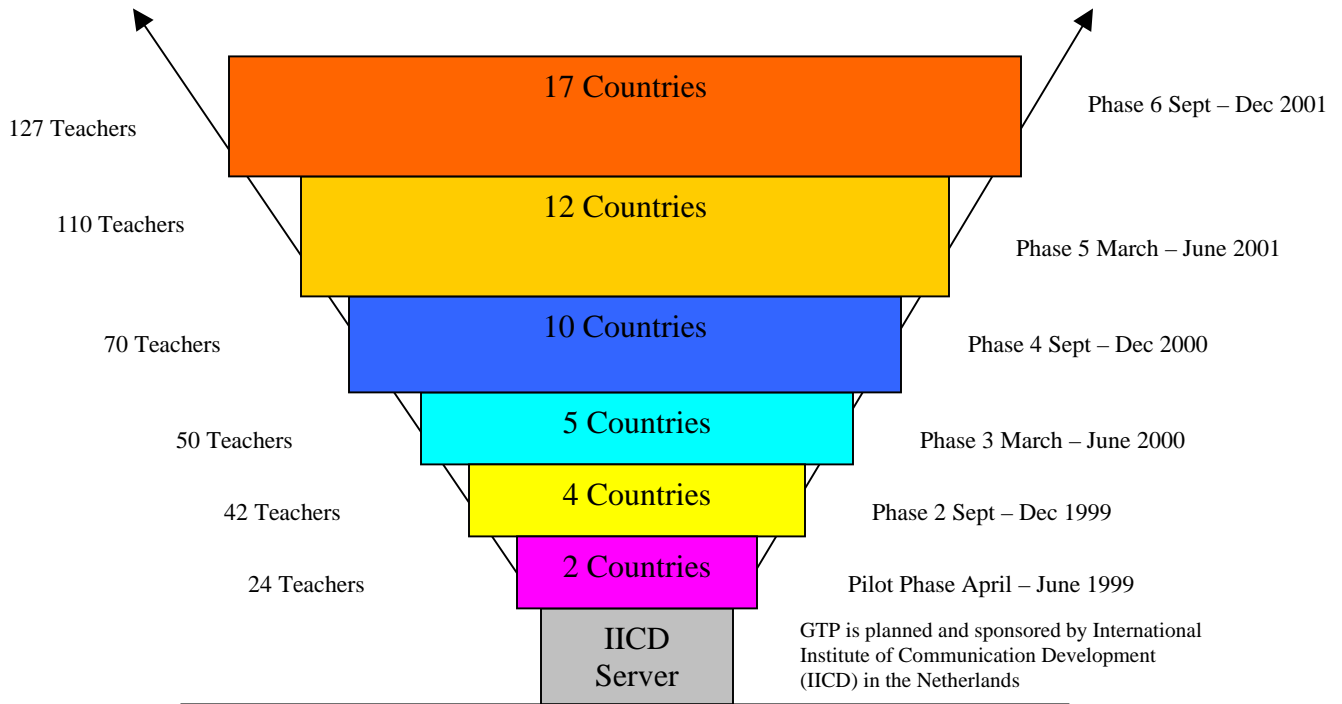 17 Countries
127 Teachers
Phase 6 Sept – Dec 2001
12 Countries
110 Teachers
Phase 5 March – June 2001
10 Countries
70 Teachers
Phase 4 Sept – Dec 2000
5 Countries
50 Teachers
Phase 3 March – June 2000
4 Countries
42 Teachers
Phase 2 Sept – Dec 1999
2 Countries
24 Teachers
Pilot Phase April – June 1999
IICD
Server
GTP is planned and sponsored by International
Institute of Communication Development
(IICD) in the Netherlands